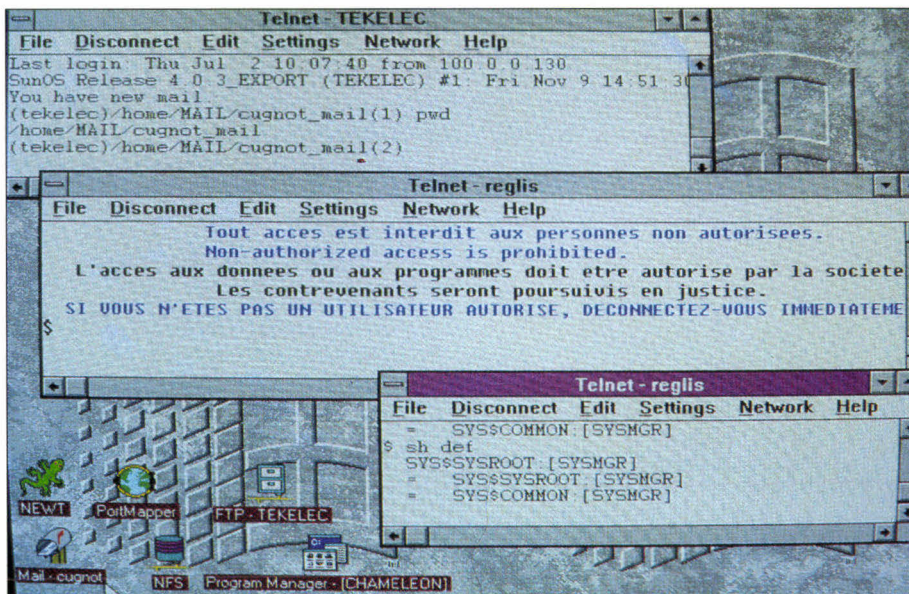 Telnet - TEKELEC
File Disconnect Edit Settings Network Help
Last login: Thu Jul 2 10:07:40 from 100.0.0.130
SunOS Release 4.0.3_EXPORT (TEKELEC) #1: Fri Nov 9 14:51:30
You have new mail.
(tekelec)/home/MAIL/cugnot_mail(1) pwd
/home/MAIL/cugnot_mail
(tekelec)/home/MAIL/cugnot_mail(2)
Telnet - reglis
File Disconnect Edit Settings Network Help
Tout acces est interdit aux personnes non autorisees.
Non-authorized access is prohibited.
L'acces aux donnees ou aux programmes doit etre autorise par la societe
Les contrevenants seront poursuivis en justice.
SI VOUS N'ETES PAS UN UTILISATEUR AUTORISE, DECONNECTEZ-VOUS IMMEDIATEME
$
Telnet - reglis
File Disconnect Edit Settings Network Help
= SYS$COMMON:[SYSMGR]
$ sh def
SYS$SYSROOT:[SYSMGR]
= SYS$SYSROOT:[SYSMGR]
= SYS$COMMON:[SYSMGR]
NEWT
PortMapper
FTP - TEKELEC
Mail - cugnot
NFS
Program Manager - [CHAMELEON]